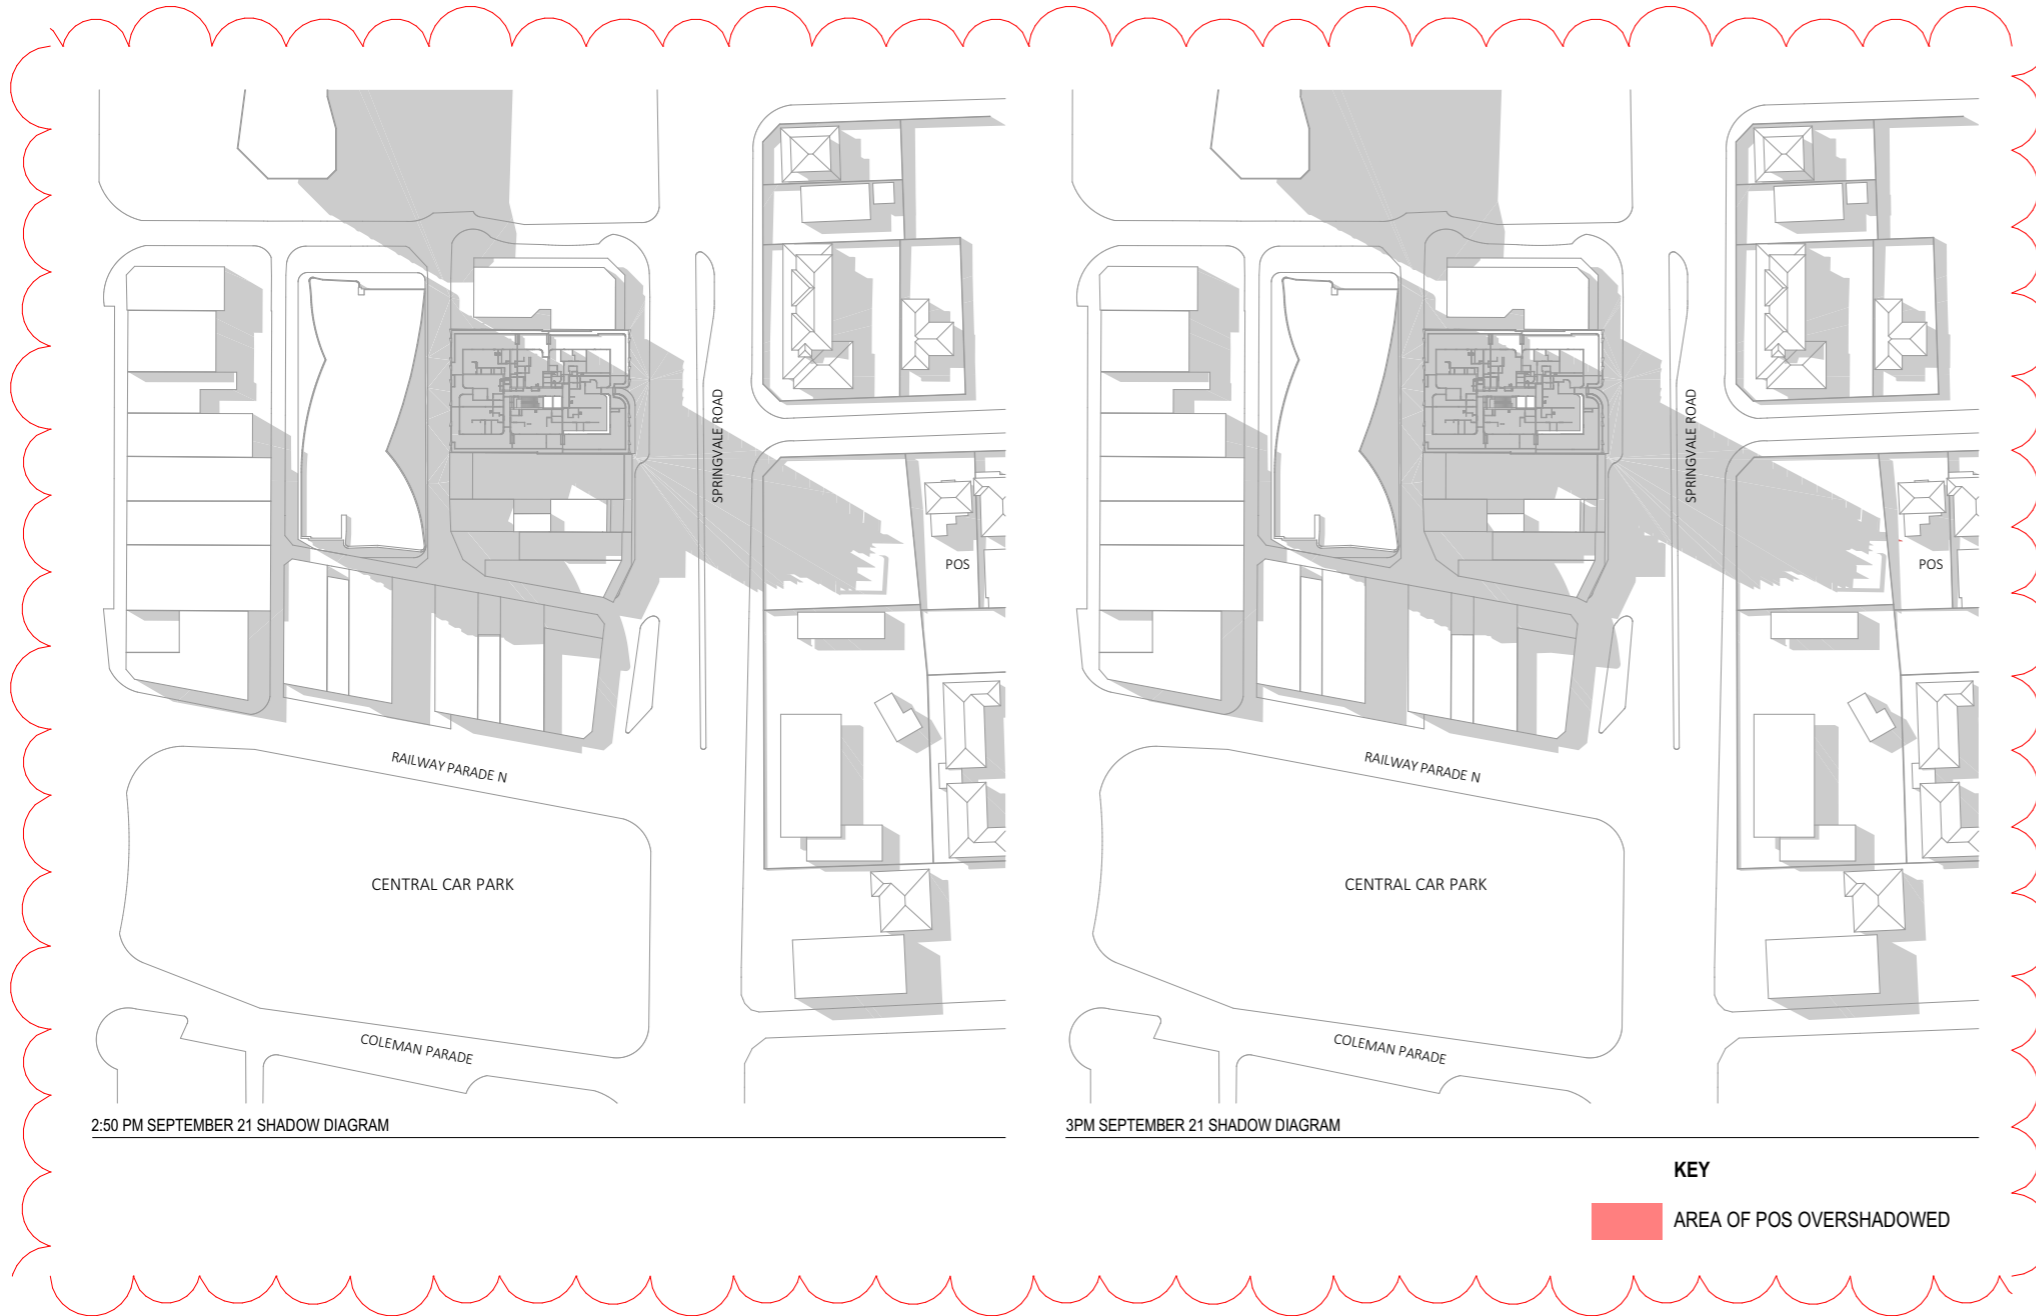 SPRINGVALE ROAD
POS
RAILWAY PARADE N
CENTRAL CAR PARK
COLEMAN PARADE
2:50 PM SEPTEMBER 21 SHADOW DIAGRAM
SPRINGVALE ROAD
POS
RAILWAY PARADE N
CENTRAL CAR PARK
COLEMAN PARADE
3PM SEPTEMBER 21 SHADOW DIAGRAM
KEY
AREA OF POS OVERSHADOWED